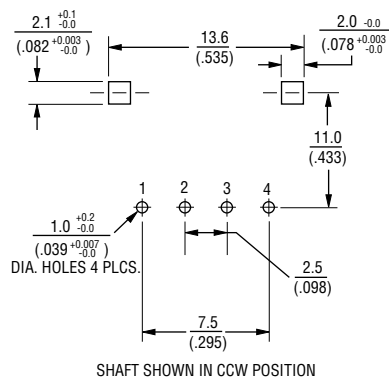 2.1 +0.1 -0.0
(.082 +0.003 -0.0 )
13.6
(.535)
2.0 -0.0
(.078 +0.003 -0.0 )
11.0
(.433)
1 2 3 4
1.0 +0.2 -0.0
(.039 +0.007 -0.0 )
DIA. HOLES 4 PLCS.
2.5
(.098)
7.5
(.295)
SHAFT SHOWN IN CCW POSITION